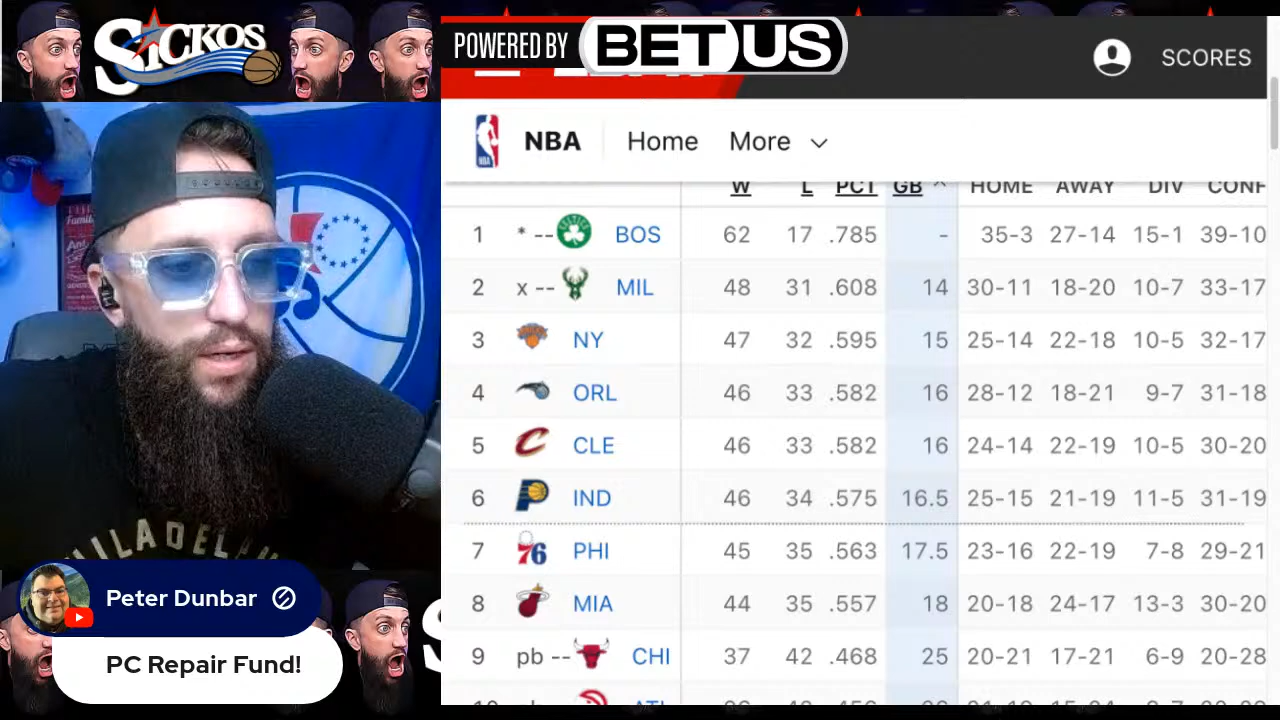 SiCKOS
POWERED BY BETUS
SCORES
NBA
NBA Home More
W L PCT GB HOME AWAY DIV CONF
1 * -- BOS 62 17 .785 - 35-3 27-14 15-1 39-10
2 x -- MIL 48 31 .608 14 30-11 18-20 10-7 33-17
3 NY 47 32 .595 15 25-14 22-18 10-5 32-17
4 ORL 46 33 .582 16 28-12 18-21 9-7 31-18
5 CLE 46 33 .582 16 24-14 22-19 10-5 30-20
6 IND 46 34 .575 16.5 25-15 21-19 11-5 31-19
7 76 PHI 45 35 .563 17.5 23-16 22-19 7-8 29-21
8 MIA 44 35 .557 18 20-18 24-17 13-3 30-20
9 pb -- CHI 37 42 .468 25 20-21 17-21 6-9 20-28
HILADELPH
Peter Dunbar
PC Repair Fund!